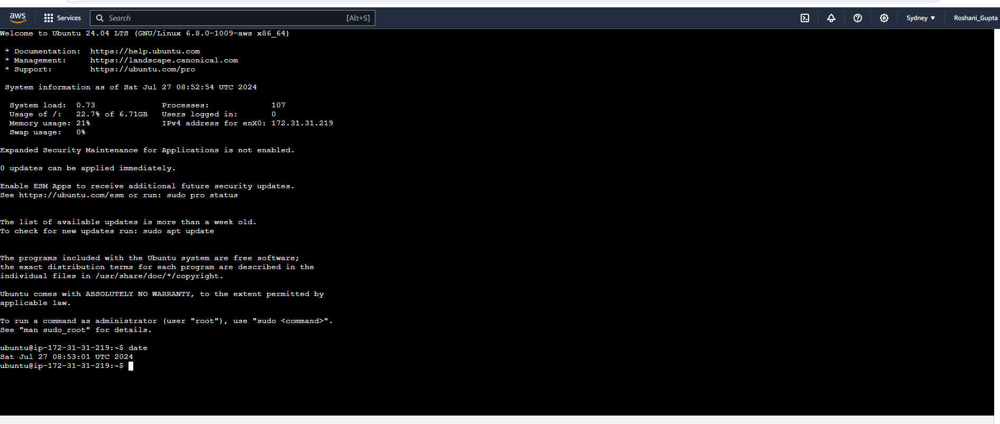 aws Services Search [Alt+S] Sydney Roshani_Gupta
Welcome to Ubuntu 24.04 LTS (GNU/Linux 6.8.0-1009-aws x86_64)
* Documentation: https://help.ubuntu.com
* Management: https://landscape.canonical.com
* Support: https://ubuntu.com/pro
System information as of Sat Jul 27 08:52:54 UTC 2024
System load: 0.73 Processes: 107
Usage of /: 22.7% of 6.71GB Users logged in: 0
Memory usage: 21% IPv4 address for enX0: 172.31.31.219
Swap usage: 0%
Expanded Security Maintenance for Applications is not enabled.
0 updates can be applied immediately.
Enable ESM Apps to receive additional future security updates.
See https://ubuntu.com/esm or run: sudo pro status
The list of available updates is more than a week old.
To check for new updates run: sudo apt update
The programs included with the Ubuntu system are free software;
the exact distribution terms for each program are described in the
individual files in /usr/share/doc/*/copyright.
Ubuntu comes with ABSOLUTELY NO WARRANTY, to the extent permitted by
applicable law.
To run a command as administrator (user "root"), use "sudo <command>".
See "man sudo_root" for details.
ubuntu@ip-172-31-31-219:~$ date
Sat Jul 27 08:53:01 UTC 2024
ubuntu@ip-172-31-31-219:~$